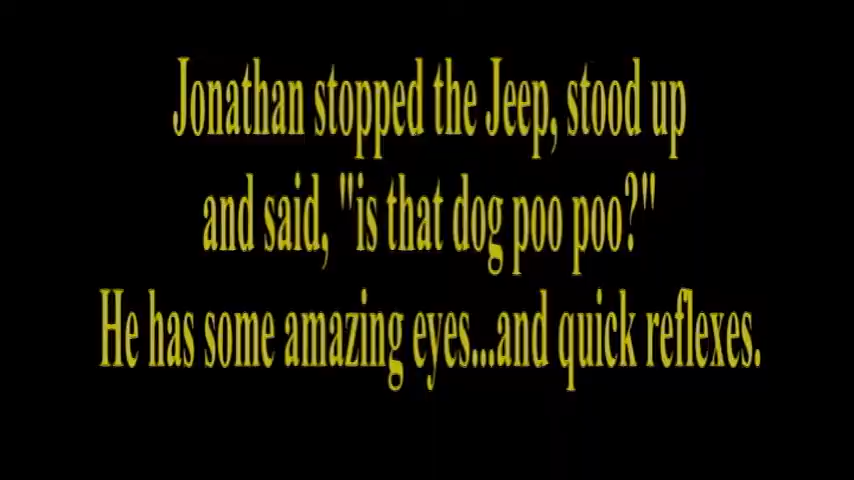 Jonathan stopped the Jeep, stood up
and said, "is that dog poo poo?"
He has some amazing eyes...and quick reflexes.